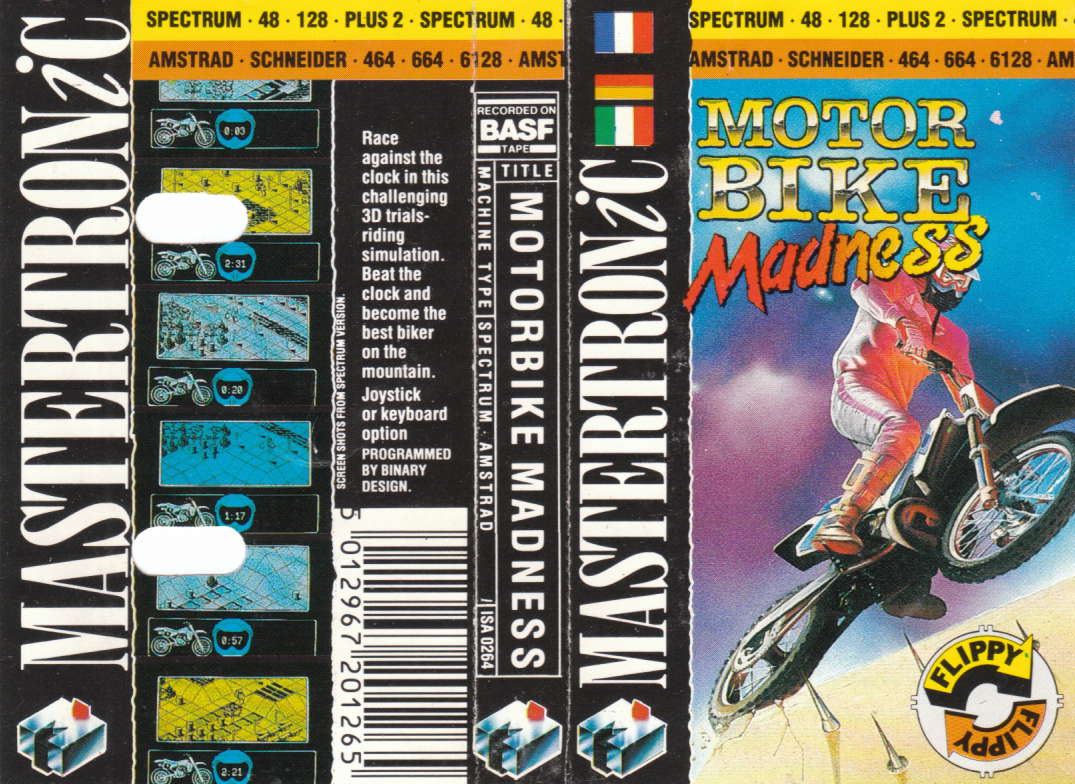 MASTERTRONiC
SPECTRUM · 48 · 128 · PLUS 2 · SPECTRUM · 48 ·
AMSTRAD · SCHNEIDER · 464 · 664 · 6128 · AMST
0:03
2:31
0:20
1:17
0:57
2:21
SCREEN SHOTS FROM SPECTRUM VERSION.
Race
against the
clock in this
challenging
3D trials-
riding
simulation.
Beat the
clock and
become the
best biker
on the
mountain.
Joystick
or keyboard
option
PROGRAMMED
BY BINARY
DESIGN.
5 012967 201265
RECORDED ON
BASF
TAPE
TITLE
MOTORBIKE MADNESS
MACHINE TYPE SPECTRUM · AMSTRAD
ISA 0264
MASTERTRONiC
SPECTRUM · 48 · 128 · PLUS 2 · SPECTRUM ·
AMSTRAD · SCHNEIDER · 464 · 664 · 6128 · AM
MOTOR
BIKE
Madness
FLIPPY
FLIPPY